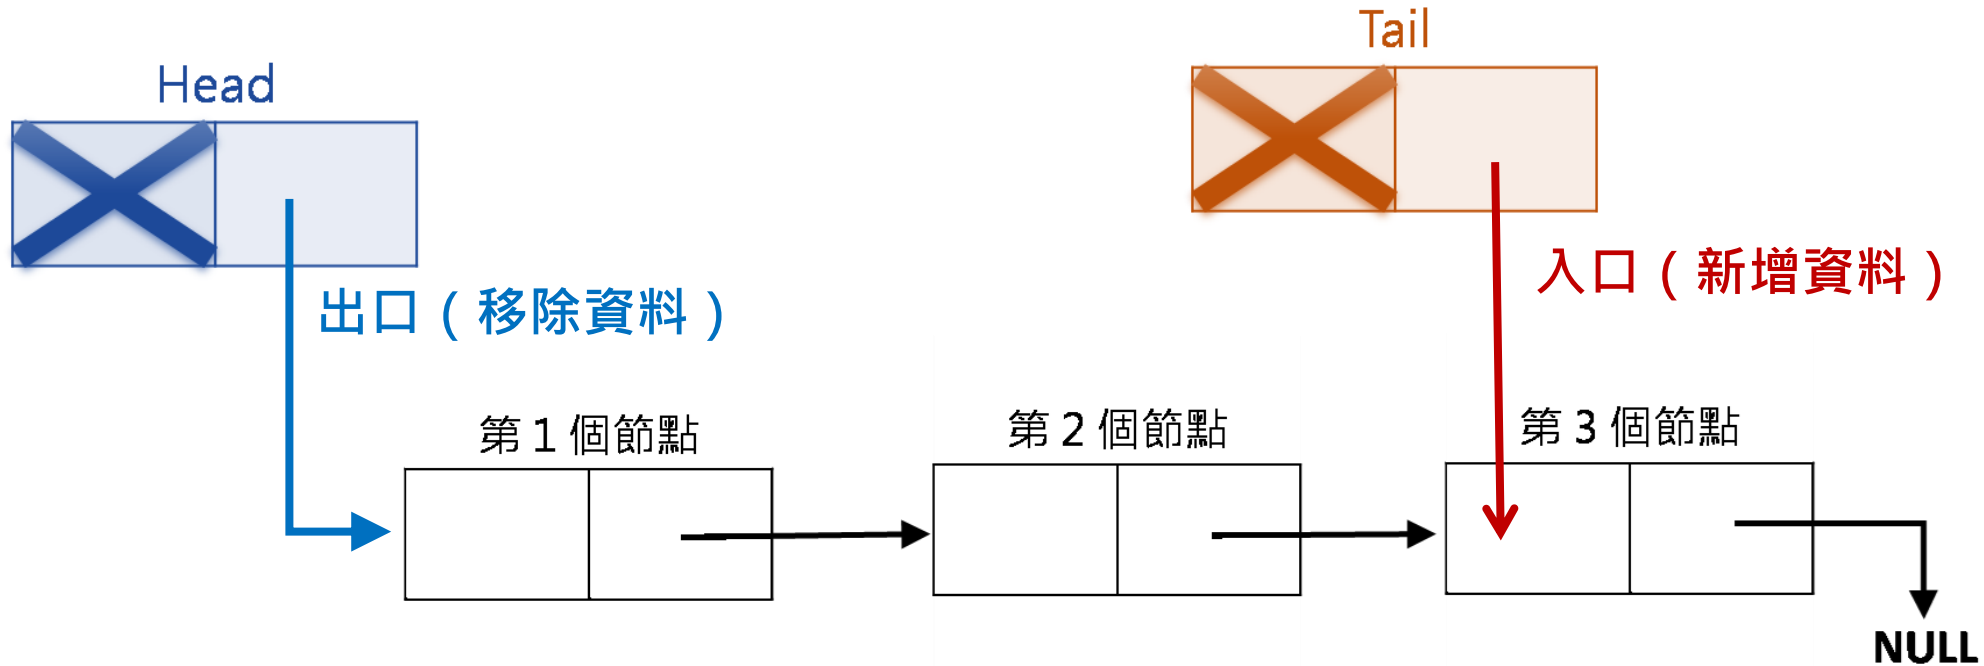 Head
Tail
出口（移除資料）
入口（新增資料）
第 1 個節點
第 2 個節點
第 3 個節點
NULL